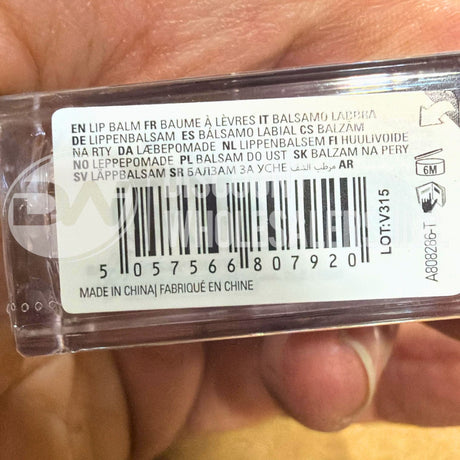 EN LIP BALM FR BAUME À LÈVRES IT BALSAMO LABBRA
DE LIPPENBALSAM ES BÁLSAMO LABIAL CS BALZÁM
NA RTY DA LÆBEPOMADE NL LIPPENBALSEM FI HUULIVOIDE
NO LEPPEPOMADE PL BALSAM DO UST SK BALZAM NA PERY
SV LÄPPBALSAM SR БАЛЗАМ ЗА УСНЕ مرطب الشفـ AR
5 057566 807920
MADE IN CHINA| FABRIQUÉ EN CHINE
LOT:V315
6M
A808286-T
WHOLESALE